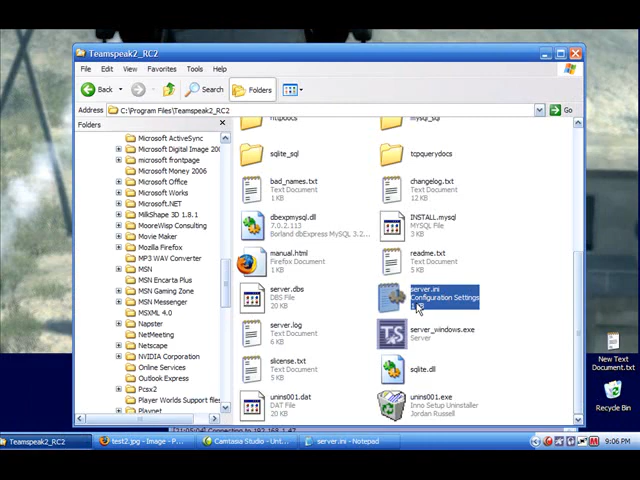 Teamspeak2_RC2
File Edit View Favorites Tools Help
Back Search Folders
Address C:\Program Files\Teamspeak2_RC2 Go
Folders
Microsoft ActiveSync
Microsoft Digital Image 200
microsoft frontpage
Microsoft Money 2006
Microsoft Office
Microsoft Works
Microsoft.NET
MilkShape 3D 1.8.1
MooreWisp Consulting
Movie Maker
Mozilla Firefox
MP3 WAV Converter
MSN
MSN Encarta Plus
MSN Gaming Zone
MSN Messenger
MSXML 4.0
Napster
NetMeeting
Netscape
NVIDIA Corporation
Online Services
Outlook Express
Pcsx2
Player Worlds Support files
Playnet
httpdocs
mysql_sql
sqlite_sql
tcpquerydocs
bad_names.txt
Text Document
1 KB
changelog.txt
Text Document
12 KB
dbexpmysql.dll
7.0.2.113
Borland dbExpress MySQL 3.2...
INSTALL.mysql
MYSQL File
3 KB
manual.html
Firefox Document
1 KB
readme.txt
Text Document
5 KB
server.dbs
DBS File
20 KB
server.ini
Configuration Settings
server.log
Text Document
6 KB
server_windows.exe
Server
slicense.txt
Text Document
5 KB
sqlite.dll
unins001.dat
DAT File
20 KB
unins001.exe
Inno Setup Uninstaller
Jordan Russell
New Text
Document.txt
Recycle Bin
Teamspeak2_RC2
test2.jpg - Image - P...
Camtasia Studio - Unt...
server.ini - Notepad
9:06 PM